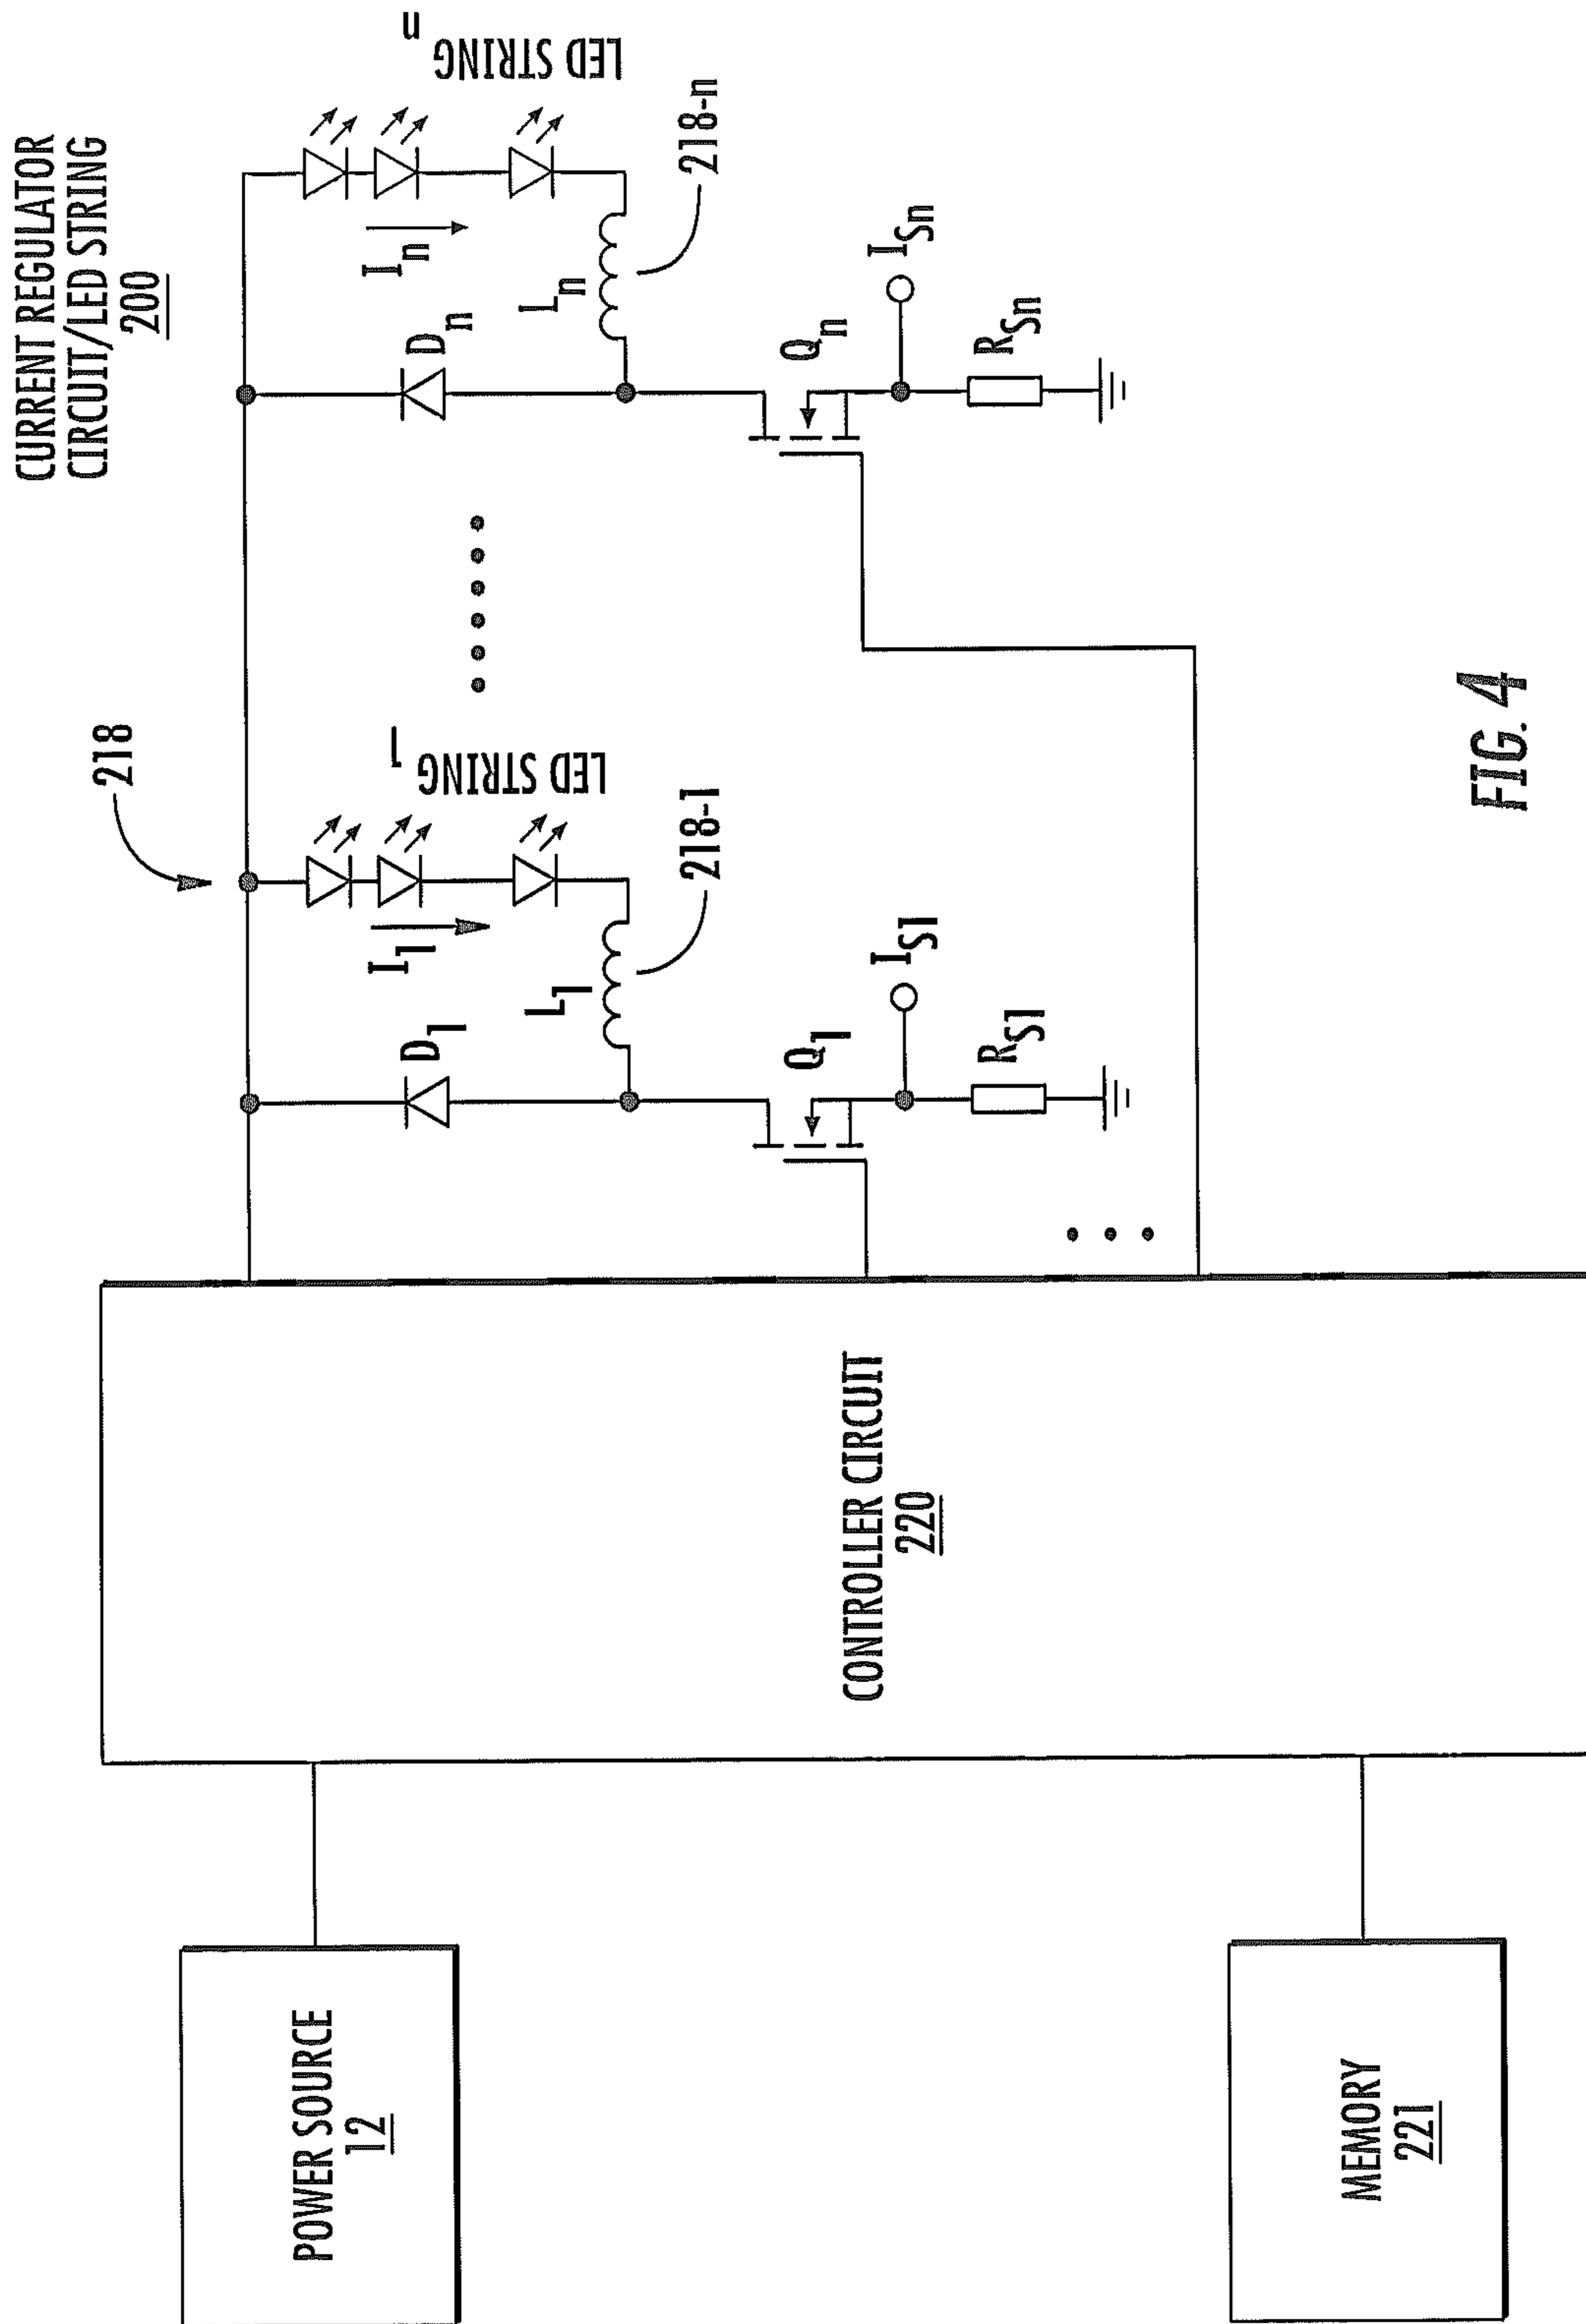 CURRENT REGULATOR
CIRCUIT/LED STRING
200
218
POWER SOURCE
12
MEMORY
221
CONTROLLER CIRCUIT
220
D1
I1
LED STRING 1
L1
218-1
Q1
IS1
RS1
Dn
In
LED STRING n
Ln
218-n
Qn
ISn
RSn
FIG. 4